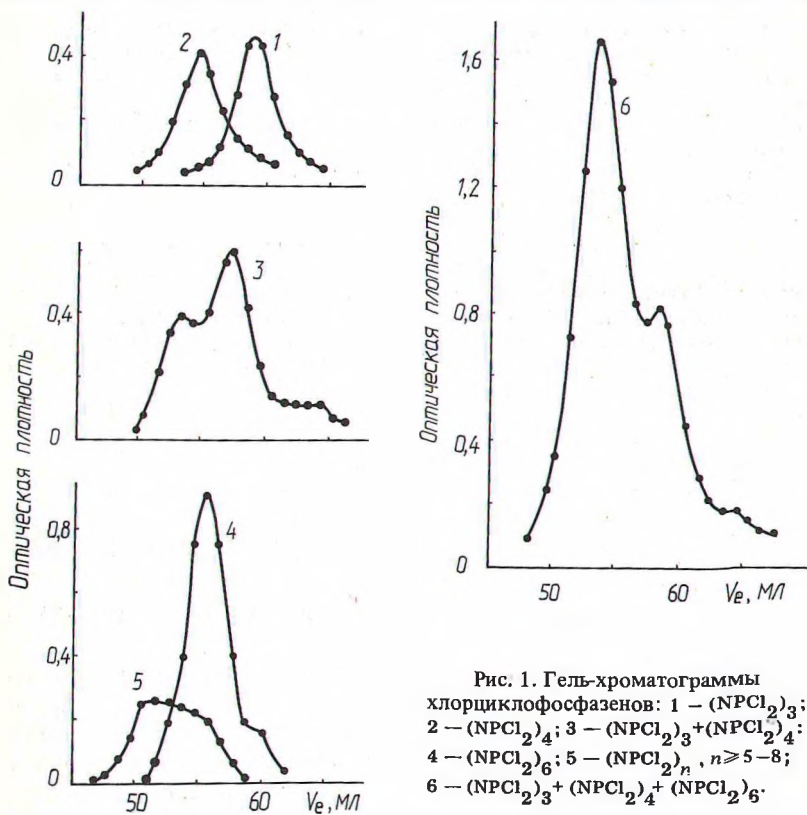 2
1
0,4
0
3
0,4
0
Оптическая плотность
4
0,8
5
0,4
0
50
60
Vе, мл
1,6
6
1,2
0,8
0,4
0
Оптическая плотность
50
60
Vе, мл
Рис. 1. Гель-хроматограммы
хлорциклофосфазенов: 1 — (NPCl₂)₃;
2 — (NPCl₂)₄; 3 — (NPCl₂)₃+(NPCl₂)₄:
4 — (NPCl₂)₆; 5 — (NPCl₂)ₙ , n⩾5–8;
6 — (NPCl₂)₃+ (NPCl₂)₄+ (NPCl₂)₆.